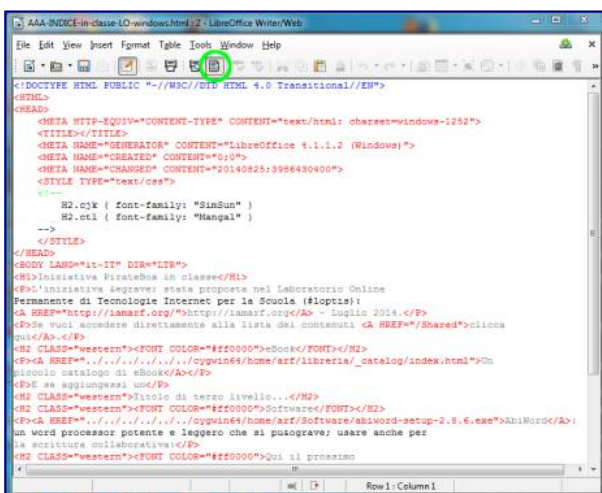 AAA-INDICE-in-classe-LO-windows.html : 2 - LibreOffice Writer/Web
File Edit View Insert Format Table Tools Window Help
<!DOCTYPE HTML PUBLIC "-//W3C//DTD HTML 4.0 Transitional//EN">
<HTML>
<HEAD>
<META HTTP-EQUIV="CONTENT-TYPE" CONTENT="text/html; charset=windows-1252">
<TITLE></TITLE>
<META NAME="GENERATOR" CONTENT="LibreOffice 4.1.1.2 (Windows)">
<META NAME="CREATED" CONTENT="0;0">
<META NAME="CHANGED" CONTENT="20140825;3986430400">
<STYLE TYPE="text/css">
<!--
H2.cjk { font-family: "SimSun" }
H2.ctl { font-family: "Mangal" }
-->
</STYLE>
</HEAD>
<BODY LANG="it-IT" DIR="LTR">
<H1>Iniziativa PirateBox in classe</H1>
<P>L'iniziativa &egrave; stata proposta nel Laboratorio Online
Permanente di Tecnologie Internet per la Scuola (#loptis):
<A HREF="http://iamarf.org/">http://iamarf.org</A> - Luglio 2014.</P>
<P>Se vuoi accedere direttamente alla lista dei contenuti <A HREF="/Shared">clicca
qui</A>.</P>
<H2 CLASS="western"><FONT COLOR="#ff0000">eBook</FONT></H2>
<P><A HREF="../../../../../cygwin64/home/arf/libreria/_catalog/index.html">Un
piccolo catalogo di eBook</A></P>
<P>E se aggiungessi un</P>
<H2 CLASS="western">Titolo di terzo livello...</H2>
<H2 CLASS="western"><FONT COLOR="#ff0000">Software</FONT></H2>
<P><A HREF="../../../../../cygwin64/home/arf/Software/abiword-setup-2.8.6.exe">AbiWord</A>:
un word processor potente e leggero che si pu&ograve; usare anche per
la scrittura collaborativa:</P>
<H2 CLASS="western"><FONT COLOR="#ff0000">Qui il prossimo
Row 1 : Column 1